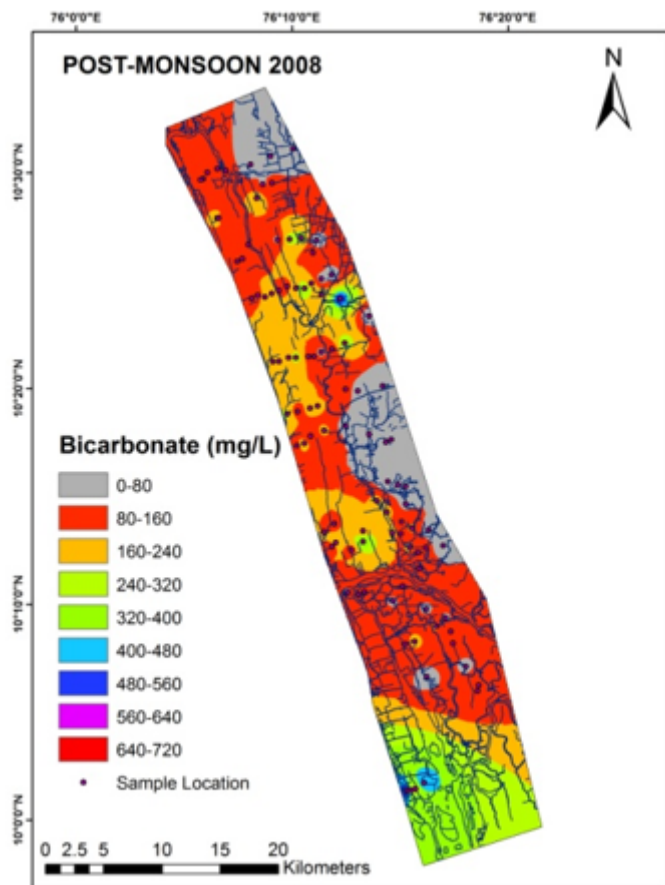 76°0'0"E 76°10'0"E 76°20'0"E
POST-MONSOON 2008
N
10°30'0"N
10°20'0"N
Bicarbonate (mg/L)
0-80
80-160
160-240
240-320
320-400
400-480
480-560
560-640
640-720
Sample Location
10°10'0"N
10°0'0"N
0 2.5 5 10 15 20
Kilometers